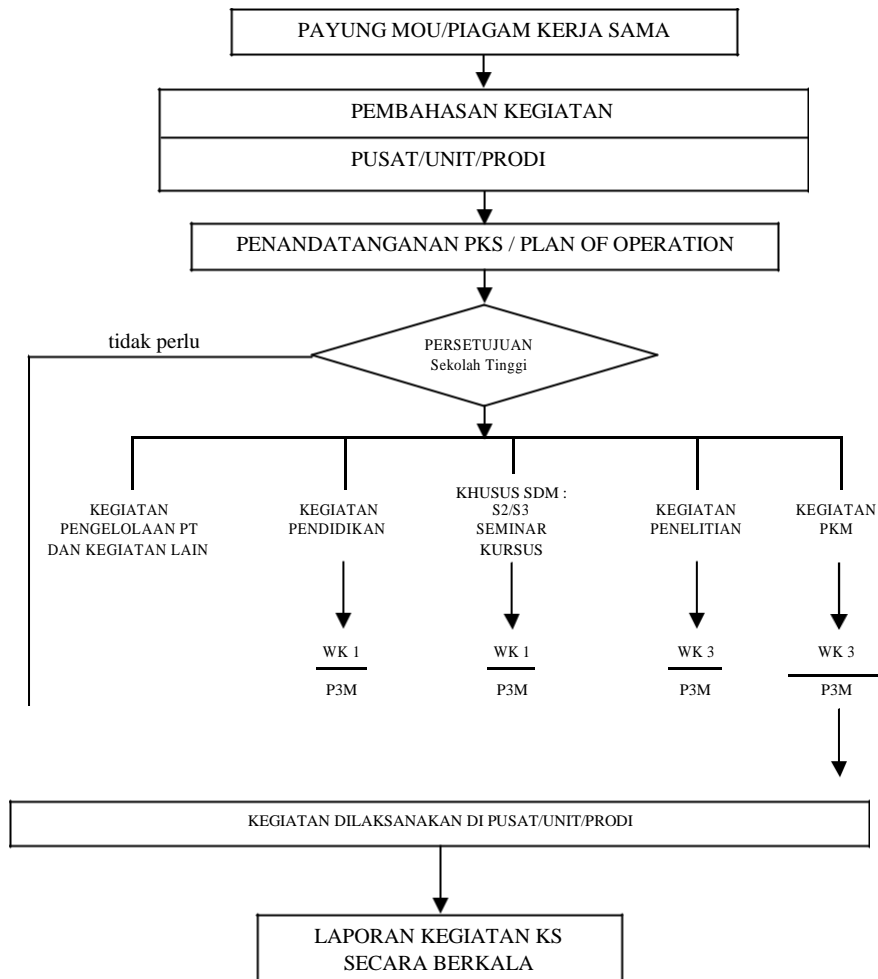 PAYUNG MOU/PIAGAM KERJA SAMA
PEMBAHASAN KEGIATAN
PUSAT/UNIT/PRODI
PENANDATANGANAN PKS / PLAN OF OPERATION
tidak perlu
PERSETUJUAN
Sekolah Tinggi
KEGIATAN
PENGELOLAAN PT
DAN KEGIATAN LAIN
KEGIATAN
PENDIDIKAN
KHUSUS SDM :
S2/S3
SEMINAR
KURSUS
KEGIATAN
PENELITIAN
KEGIATAN
PKM
WK 1
P3M
WK 1
P3M
WK 3
P3M
WK 3
P3M
KEGIATAN DILAKSANAKAN DI PUSAT/UNIT/PRODI
LAPORAN KEGIATAN KS
SECARA BERKALA